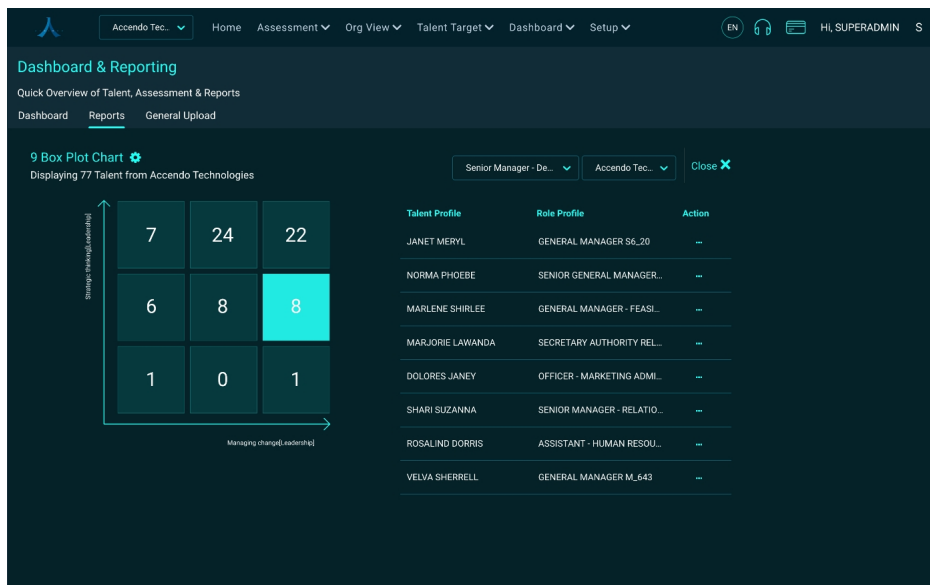 Accendo Tec.. Home Assessment Org View Talent Target Dashboard Setup EN Hi, SUPERADMIN S
Dashboard & Reporting
Quick Overview of Talent, Assessment & Reports
Dashboard Reports General Upload
9 Box Plot Chart
Displaying 77 Talent from Accendo Technologies
Senior Manager - De... Accendo Tec... Close
Strategic thinking[Leadership]
7 24 22
6 8 8
1 0 1
Managing change[Leadership]
Talent Profile Role Profile Action
JANET MERYL GENERAL MANAGER S6_20 ...
NORMA PHOEBE SENIOR GENERAL MANAGER... ...
MARLENE SHIRLEE GENERAL MANAGER - FEASI... ...
MARJORIE LAWANDA SECRETARY AUTHORITY REL... ...
DOLORES JANEY OFFICER - MARKETING ADMI... ...
SHARI SUZANNA SENIOR MANAGER - RELATIO... ...
ROSALIND DORRIS ASSISTANT - HUMAN RESOU... ...
VELVA SHERRELL GENERAL MANAGER M_643 ...